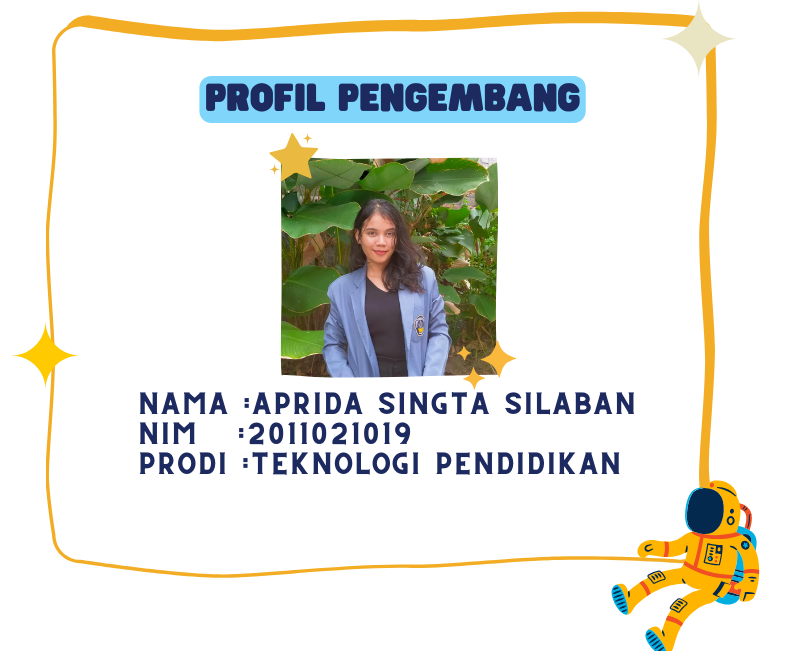 PROFIL PENGEMBANG
NAMA :APRIDA SINGTA SILABAN
NIM :2011021019
PRODI :TEKNOLOGI PENDIDIKAN